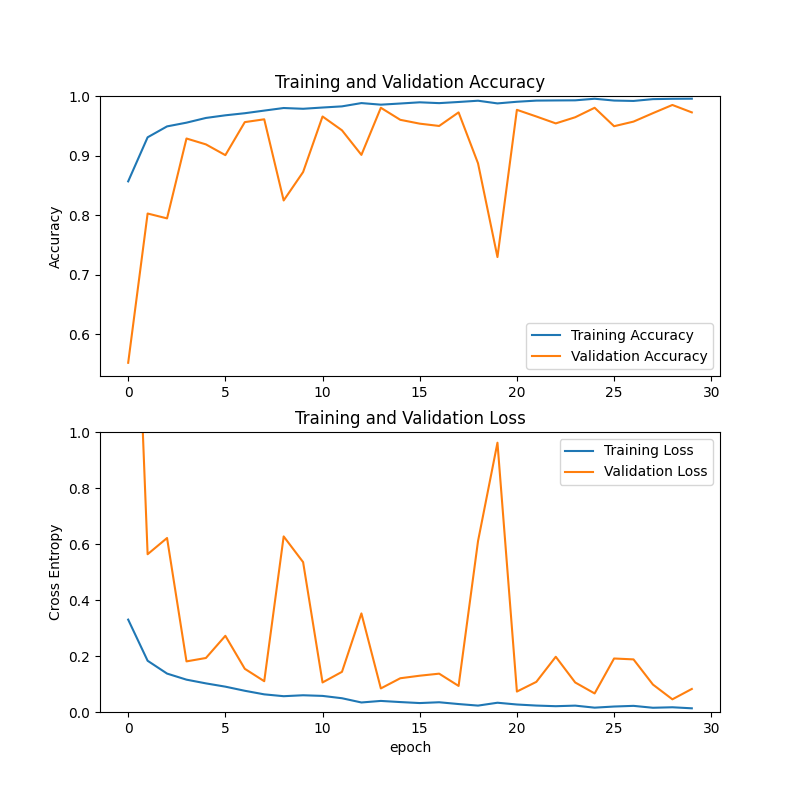 Training and Validation Accuracy
1.0
0.9
0.8
0.7
0.6
Accuracy
Training Accuracy
Validation Accuracy
0 5 10 15 20 25 30
Training and Validation Loss
1.0
0.8
0.6
0.4
0.2
0.0
Cross Entropy
Training Loss
Validation Loss
0 5 10 15 20 25 30
epoch